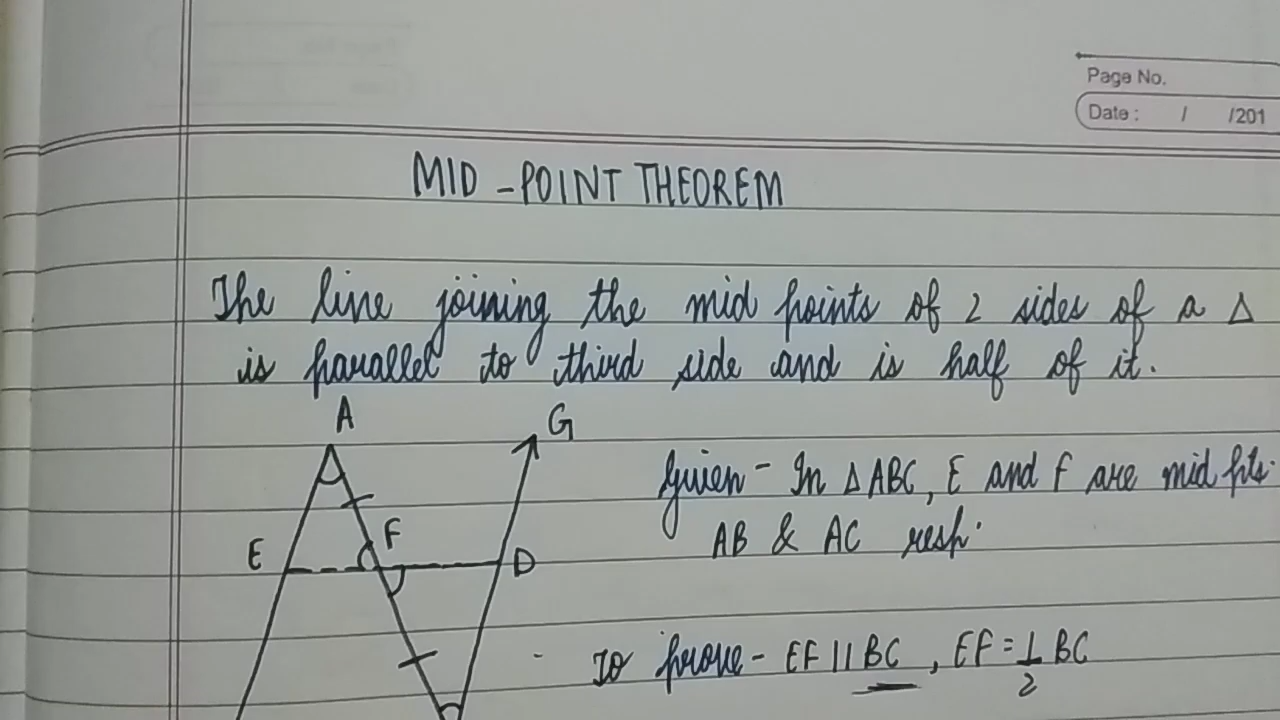 Page No.
Date : / /201
MID-POINT THEOREM
The line joining the mid points of 2 sides of a Δ
is parallel to third side and is half of it.
A
G
Given - In Δ ABC, E and F are mid pts.
AB & AC resp.
E
F
D
To prove - EF || BC, EF = 1/2 BC